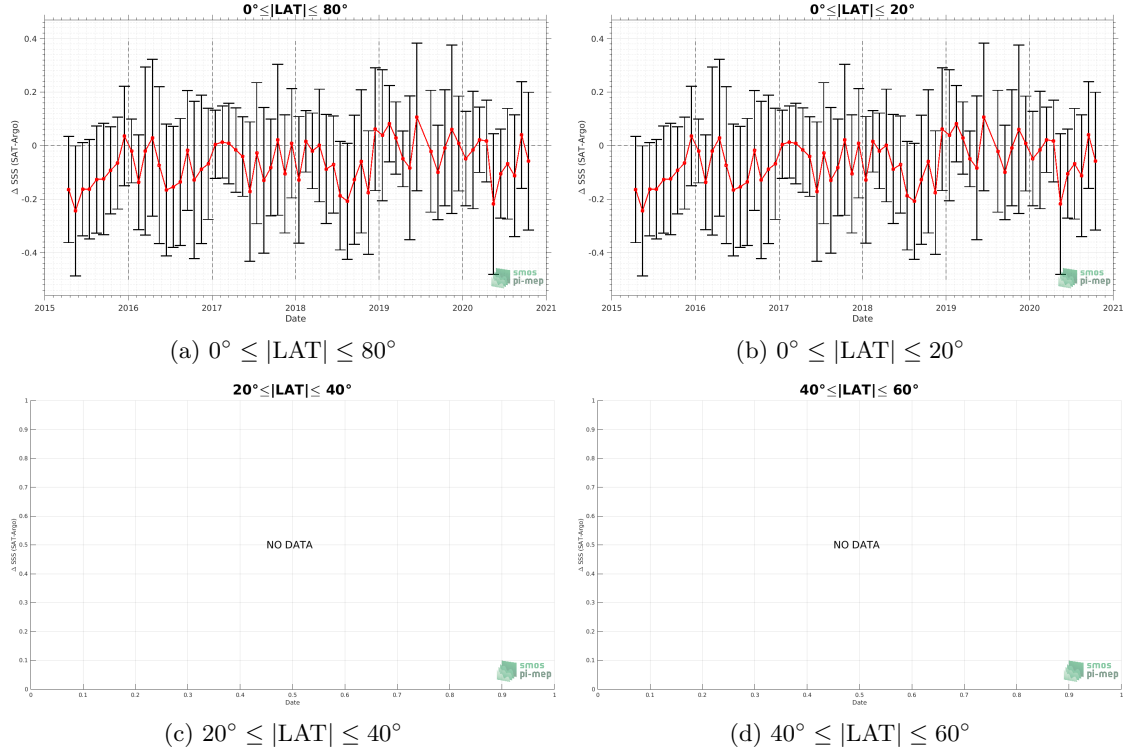 0°≤|LAT|≤ 80°
0.4
0.2
0
-0.2
-0.4
Δ SSS (SAT-Argo)
2015 2016 2017 2018 2019 2020 2021
Date
smos
pi-mep
(a) 0° ≤ |LAT| ≤ 80°
0°≤|LAT|≤ 20°
0.4
0.2
0
-0.2
-0.4
Δ SSS (SAT-Argo)
2015 2016 2017 2018 2019 2020 2021
Date
smos
pi-mep
(b) 0° ≤ |LAT| ≤ 20°
20°≤|LAT|≤ 40°
1
0.9
0.8
0.7
0.6
0.5
0.4
0.3
0.2
0.1
0
Δ SSS (SAT-Argo)
NO DATA
0 0.1 0.2 0.3 0.4 0.5 0.6 0.7 0.8 0.9 1
Date
smos
pi-mep
(c) 20° ≤ |LAT| ≤ 40°
40°≤|LAT|≤ 60°
1
0.9
0.8
0.7
0.6
0.5
0.4
0.3
0.2
0.1
0
Δ SSS (SAT-Argo)
NO DATA
0 0.1 0.2 0.3 0.4 0.5 0.6 0.7 0.8 0.9 1
Date
smos
pi-mep
(d) 40° ≤ |LAT| ≤ 60°